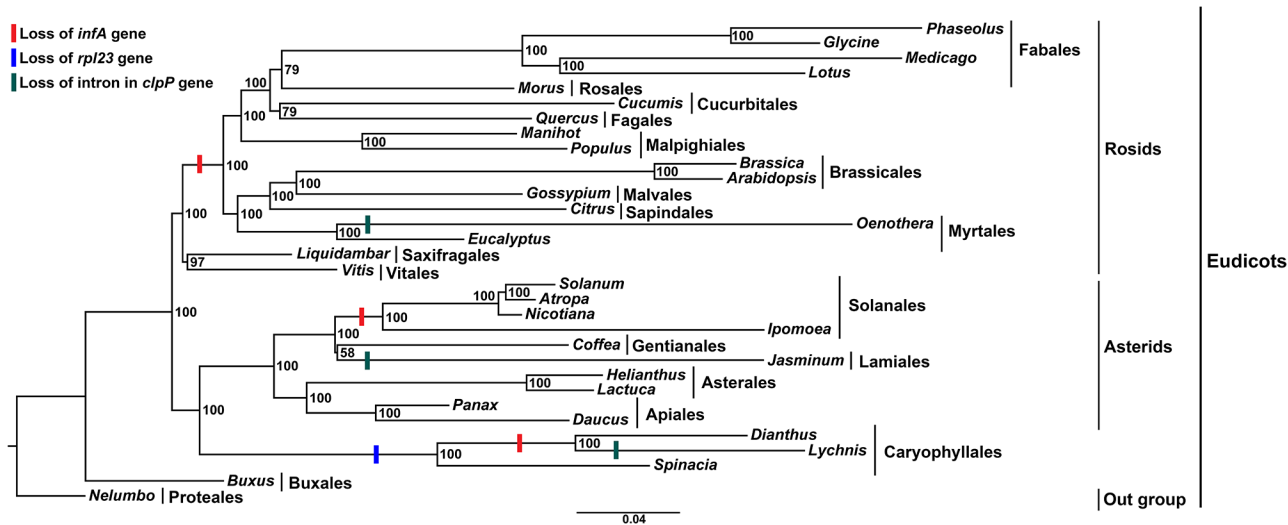 Loss of infA gene
Loss of rpl23 gene
Loss of intron in clpP gene
Phaseolus
100
Glycine
100
Fabales
Medicago
100
Lotus
79
100
Morus | Rosales
Cucumis | Cucurbitales
79
Quercus | Fagales
100
Manihot
100
Populus
Malpighiales
100
Rosids
Brassica
100
Arabidopsis
Brassicales
100
100
Gossypium | Malvales
Citrus | Sapindales
100
100
Oenothera
100
Eucalyptus
Myrtales
Liquidambar | Saxifragales
97
Vitis | Vitales
Eudicots
100
Solanum
100
100
Atropa
Nicotiana
Solanales
100
Ipomoea
100
Coffea | Gentianales
58
Jasminum | Lamiales
Asterids
100
Helianthus
100
Lactuca
Asterales
100
Panax
100
Daucus
Apiales
100
Dianthus
100
Lychnis
100
Caryophyllales
Spinacia
Buxus | Buxales
Nelumbo | Proteales
Out group
0.04